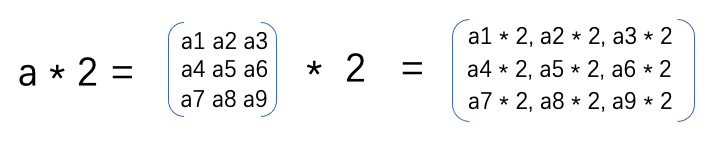 a * 2 =
a1 a2 a3
a4 a5 a6
a7 a8 a9
* 2 =
a1 * 2, a2 * 2, a3 * 2
a4 * 2, a5 * 2, a6 * 2
a7 * 2, a8 * 2, a9 * 2